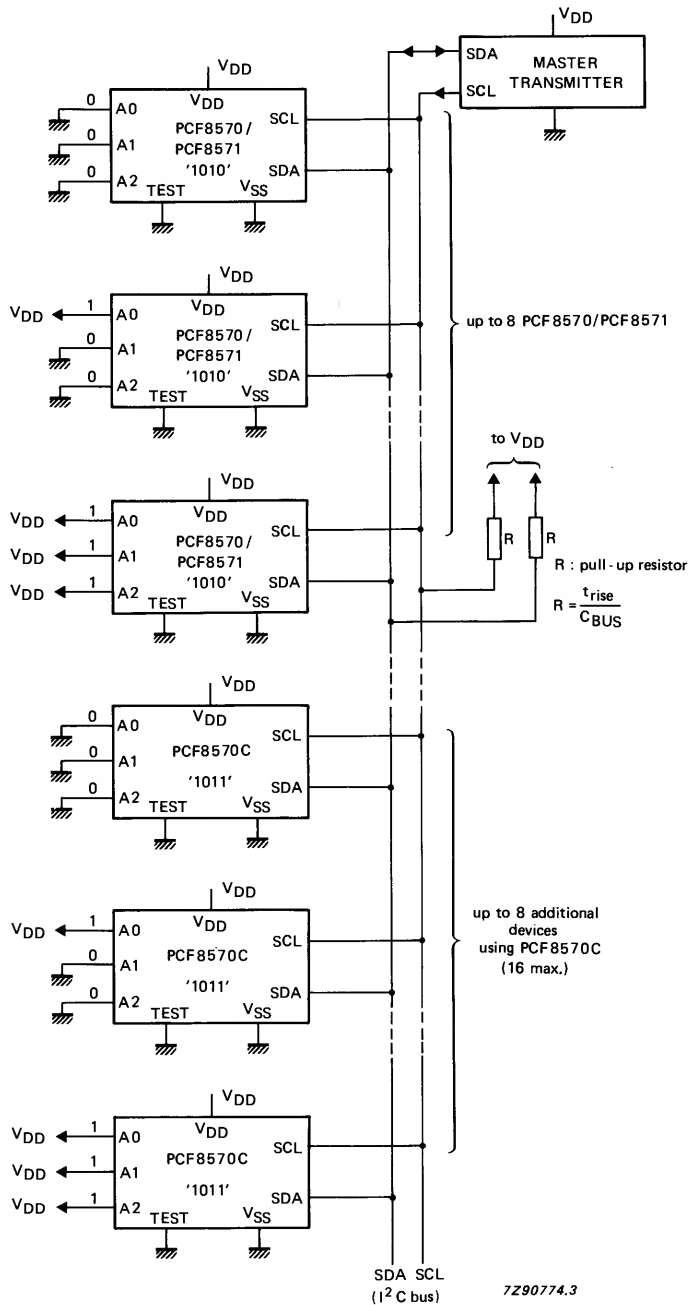 VDD
SDA
MASTER
TRANSMITTER
SCL
VDD
0 A0
VDD
SCL
PCF8570/
PCF8571
0 A1
'1010'
SDA
0 A2
TEST
VSS
VDD
VDD 1 A0
VDD
SCL
PCF8570/
PCF8571
0 A1
'1010'
SDA
0 A2
TEST
VSS
up to 8 PCF8570/PCF8571
to VDD
R
R
R : pull-up resistor
R = trise
CBUS
VDD
VDD 1 A0
VDD
SCL
PCF8570/
PCF8571
VDD 1 A1
'1010'
SDA
VDD 1 A2
TEST
VSS
VDD
0 A0
VDD
SCL
PCF8570C
0 A1
'1011'
SDA
0 A2
TEST
VSS
VDD
VDD 1 A0
VDD
SCL
PCF8570C
0 A1
'1011'
SDA
0 A2
TEST
VSS
up to 8 additional
devices
using PCF8570C
(16 max.)
VDD
VDD 1 A0
VDD
SCL
PCF8570C
VDD 1 A1
'1011'
SDA
VDD 1 A2
TEST
VSS
SDA SCL
(I²C bus)
7Z90774.3